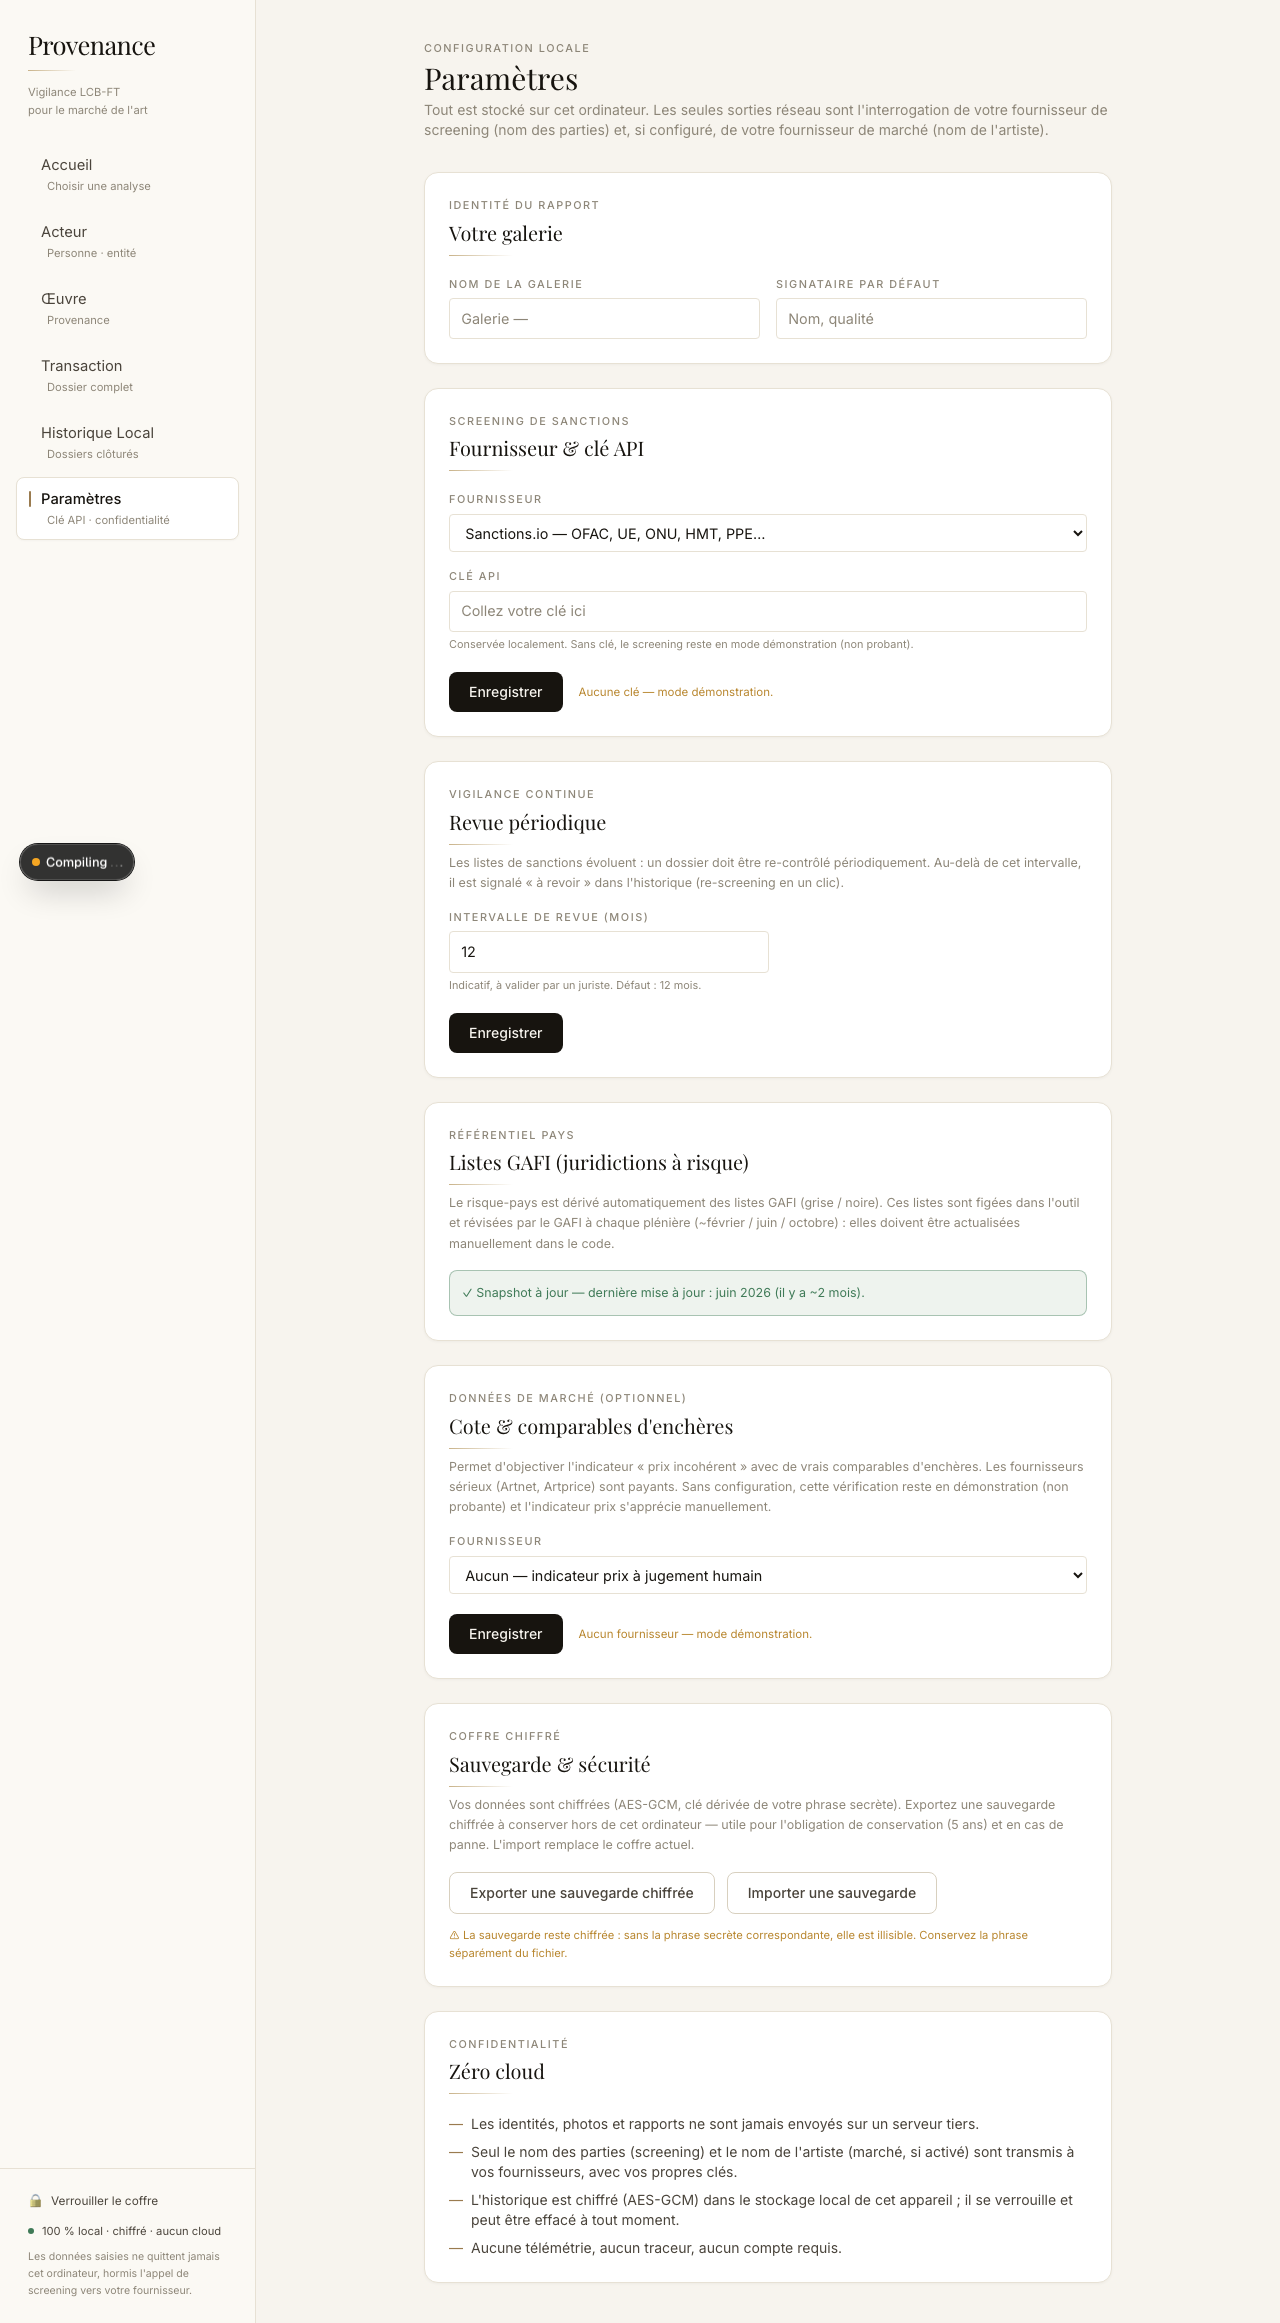 Provenance
Vigilance LCB-FT
pour le marché de l'art
Accueil
Choisir une analyse
Acteur
Personne · entité
Œuvre
Provenance
Transaction
Dossier complet
Historique Local
Dossiers clôturés
Paramètres
Clé API · confidentialité
Compiling ...
Verrouiller le coffre
100 % local · chiffré · aucun cloud
Les données saisies ne quittent jamais
cet ordinateur, hormis l'appel de
screening vers votre fournisseur.
CONFIGURATION LOCALE
Paramètres
Tout est stocké sur cet ordinateur. Les seules sorties réseau sont l'interrogation de votre fournisseur de
screening (nom des parties) et, si configuré, de votre fournisseur de marché (nom de l'artiste).
IDENTITÉ DU RAPPORT
Votre galerie
NOM DE LA GALERIE
Galerie —
SIGNATAIRE PAR DÉFAUT
Nom, qualité
SCREENING DE SANCTIONS
Fournisseur & clé API
FOURNISSEUR
Sanctions.io — OFAC, UE, ONU, HMT, PPE…
CLÉ API
Collez votre clé ici
Conservée localement. Sans clé, le screening reste en mode démonstration (non probant).
Enregistrer
Aucune clé — mode démonstration.
VIGILANCE CONTINUE
Revue périodique
Les listes de sanctions évoluent : un dossier doit être re-contrôlé périodiquement. Au-delà de cet intervalle,
il est signalé « à revoir » dans l'historique (re-screening en un clic).
INTERVALLE DE REVUE (MOIS)
12
Indicatif, à valider par un juriste. Défaut : 12 mois.
Enregistrer
RÉFÉRENTIEL PAYS
Listes GAFI (juridictions à risque)
Le risque-pays est dérivé automatiquement des listes GAFI (grise / noire). Ces listes sont figées dans l'outil
et révisées par le GAFI à chaque plénière (~février / juin / octobre) : elles doivent être actualisées
manuellement dans le code.
✓ Snapshot à jour — dernière mise à jour : juin 2026 (il y a ~2 mois).
DONNÉES DE MARCHÉ (OPTIONNEL)
Cote & comparables d'enchères
Permet d'objectiver l'indicateur « prix incohérent » avec de vrais comparables d'enchères. Les fournisseurs
sérieux (Artnet, Artprice) sont payants. Sans configuration, cette vérification reste en démonstration (non
probante) et l'indicateur prix s'apprécie manuellement.
FOURNISSEUR
Aucun — indicateur prix à jugement humain
Enregistrer
Aucun fournisseur — mode démonstration.
COFFRE CHIFFRÉ
Sauvegarde & sécurité
Vos données sont chiffrées (AES-GCM, clé dérivée de votre phrase secrète). Exportez une sauvegarde
chiffrée à conserver hors de cet ordinateur — utile pour l'obligation de conservation (5 ans) et en cas de
panne. L'import remplace le coffre actuel.
Exporter une sauvegarde chiffrée
Importer une sauvegarde
⚠ La sauvegarde reste chiffrée : sans la phrase secrète correspondante, elle est illisible. Conservez la phrase
séparément du fichier.
CONFIDENTIALITÉ
Zéro cloud
— Les identités, photos et rapports ne sont jamais envoyés sur un serveur tiers.
— Seul le nom des parties (screening) et le nom de l'artiste (marché, si activé) sont transmis à
vos fournisseurs, avec vos propres clés.
— L'historique est chiffré (AES-GCM) dans le stockage local de cet appareil ; il se verrouille et
peut être effacé à tout moment.
— Aucune télémétrie, aucun traceur, aucun compte requis.